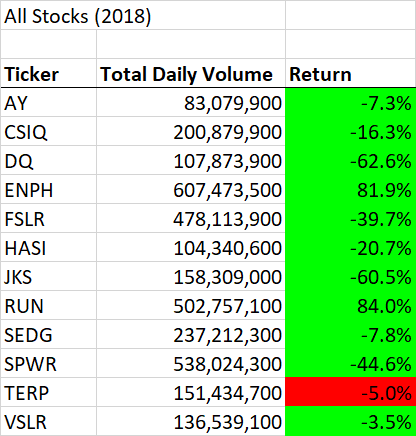 All Stocks (2018)
Ticker Total Daily Volume Return
AY 83,079,900 -7.3%
CSIQ 200,879,900 -16.3%
DQ 107,873,900 -62.6%
ENPH 607,473,500 81.9%
FSLR 478,113,900 -39.7%
HASI 104,340,600 -20.7%
JKS 158,309,000 -60.5%
RUN 502,757,100 84.0%
SEDG 237,212,300 -7.8%
SPWR 538,024,300 -44.6%
TERP 151,434,700 -5.0%
VSLR 136,539,100 -3.5%